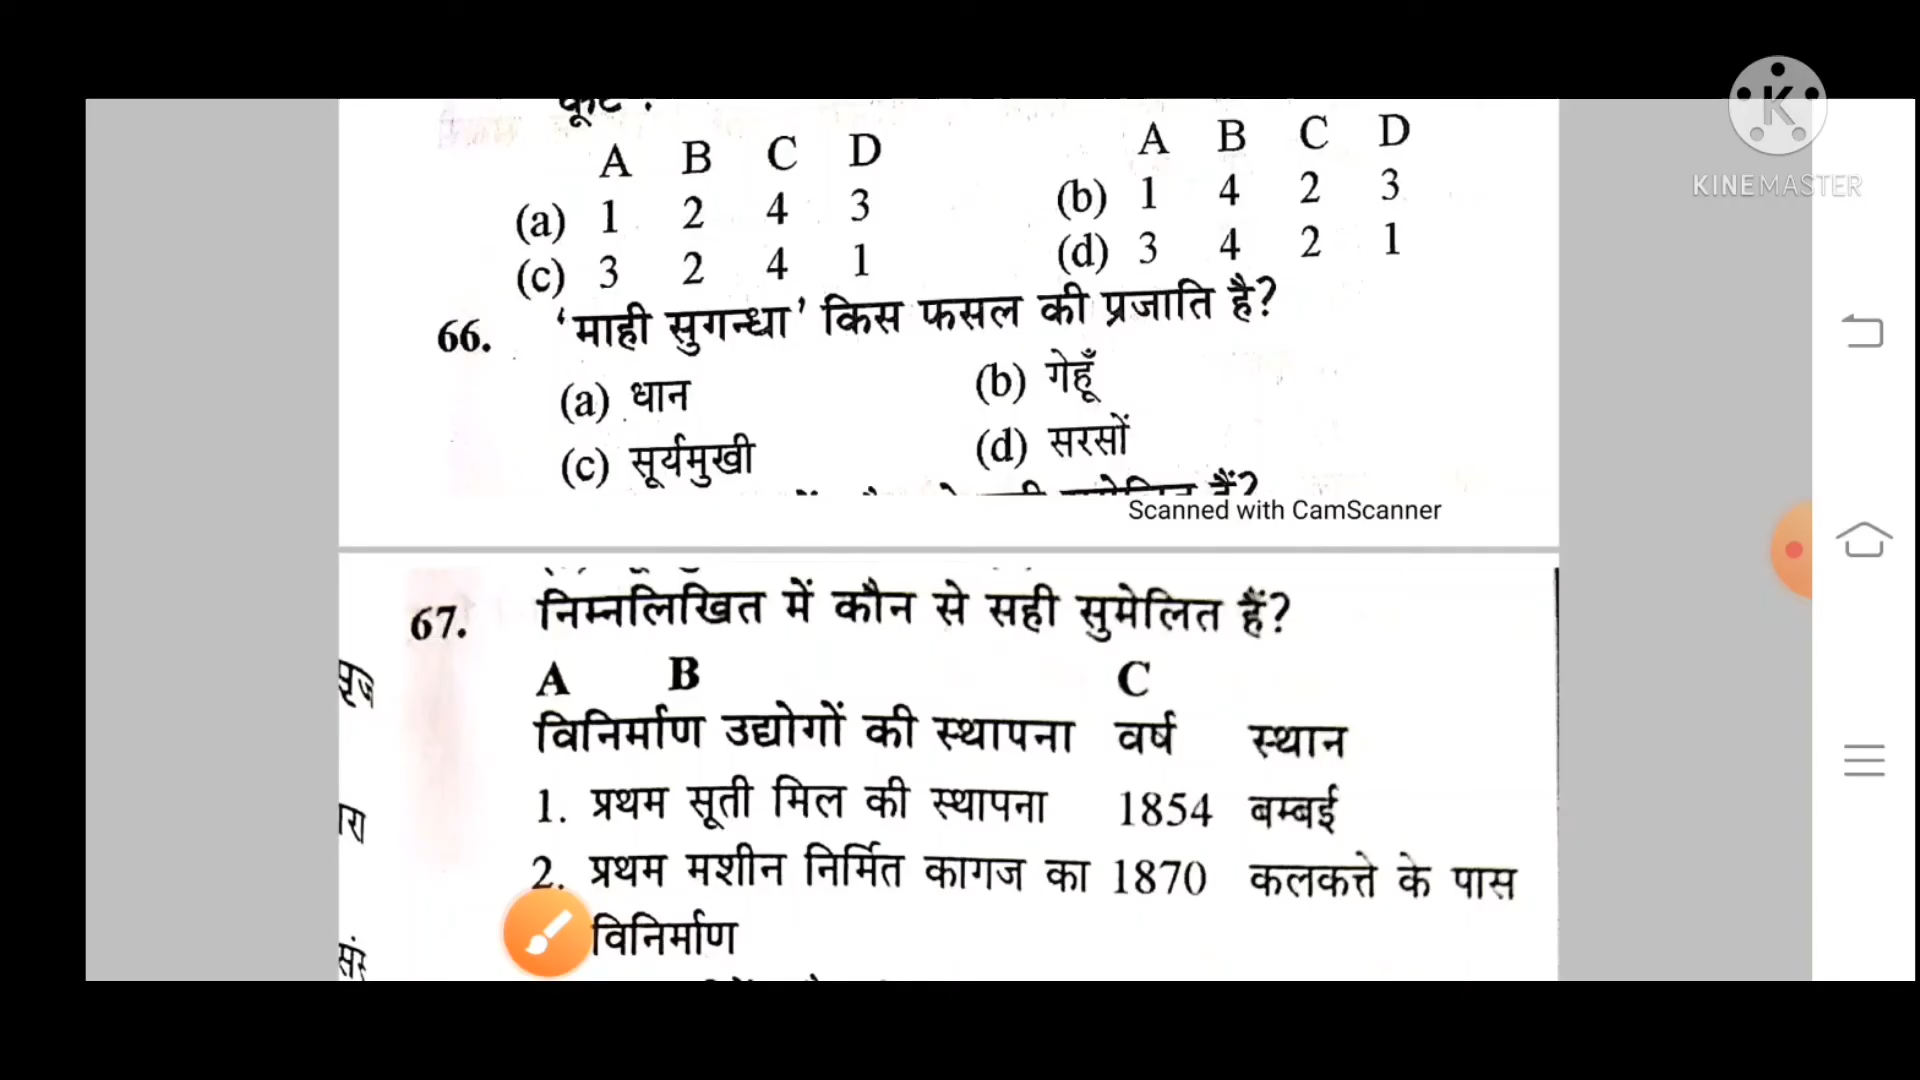 कूट :
A B C D A B C D
(a) 1 2 4 3 (b) 1 4 2 3
(c) 3 2 4 1 (d) 3 4 2 1
66. ‘माही सुगन्धा’ किस फसल की प्रजाति है?
(a) धान (b) गेहूँ
(c) सूर्यमुखी (d) सरसों
Scanned with CamScanner
67. निम्नलिखित में कौन से सही सुमेलित हैं?
A B C
विनिर्माण उद्योगों की स्थापना वर्ष स्थान
1. प्रथम सूती मिल की स्थापना 1854 बम्बई
2. प्रथम मशीन निर्मित कागज का 1870 कलकत्ते के पास
विनिर्माण
K
KINEMASTER